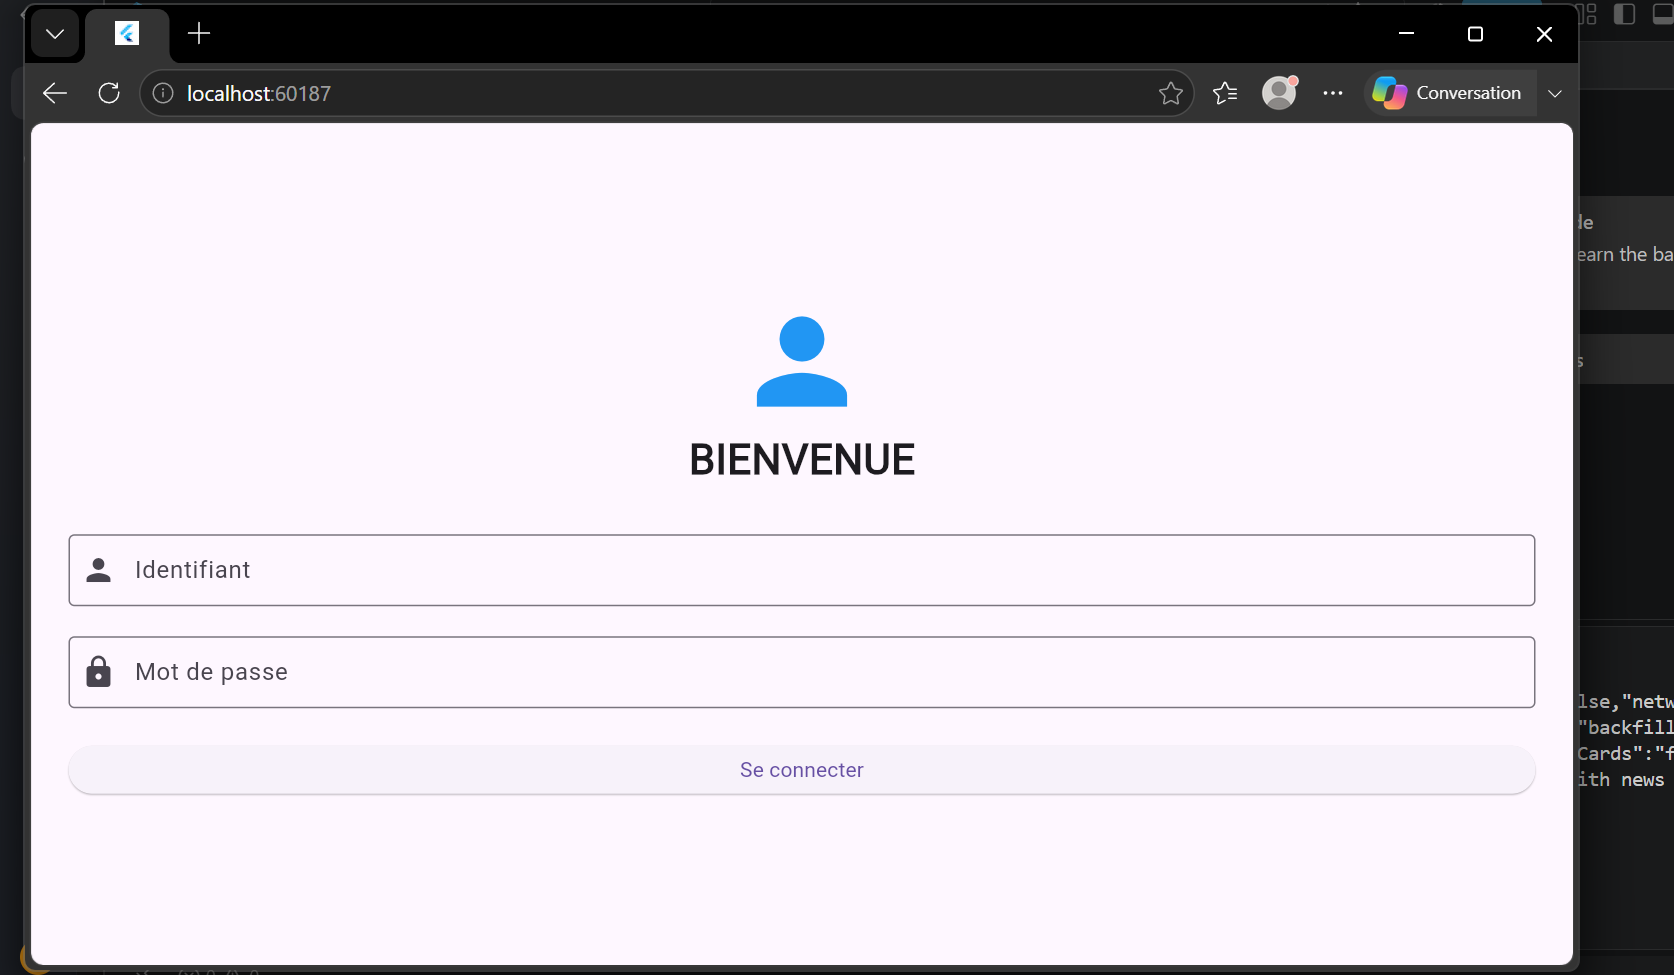 localhost:60187
Conversation
BIENVENUE
Identifiant
Mot de passe
Se connecter
de
earn the ba
s
lse,"netw
"backfill
Cards":"f
ith news